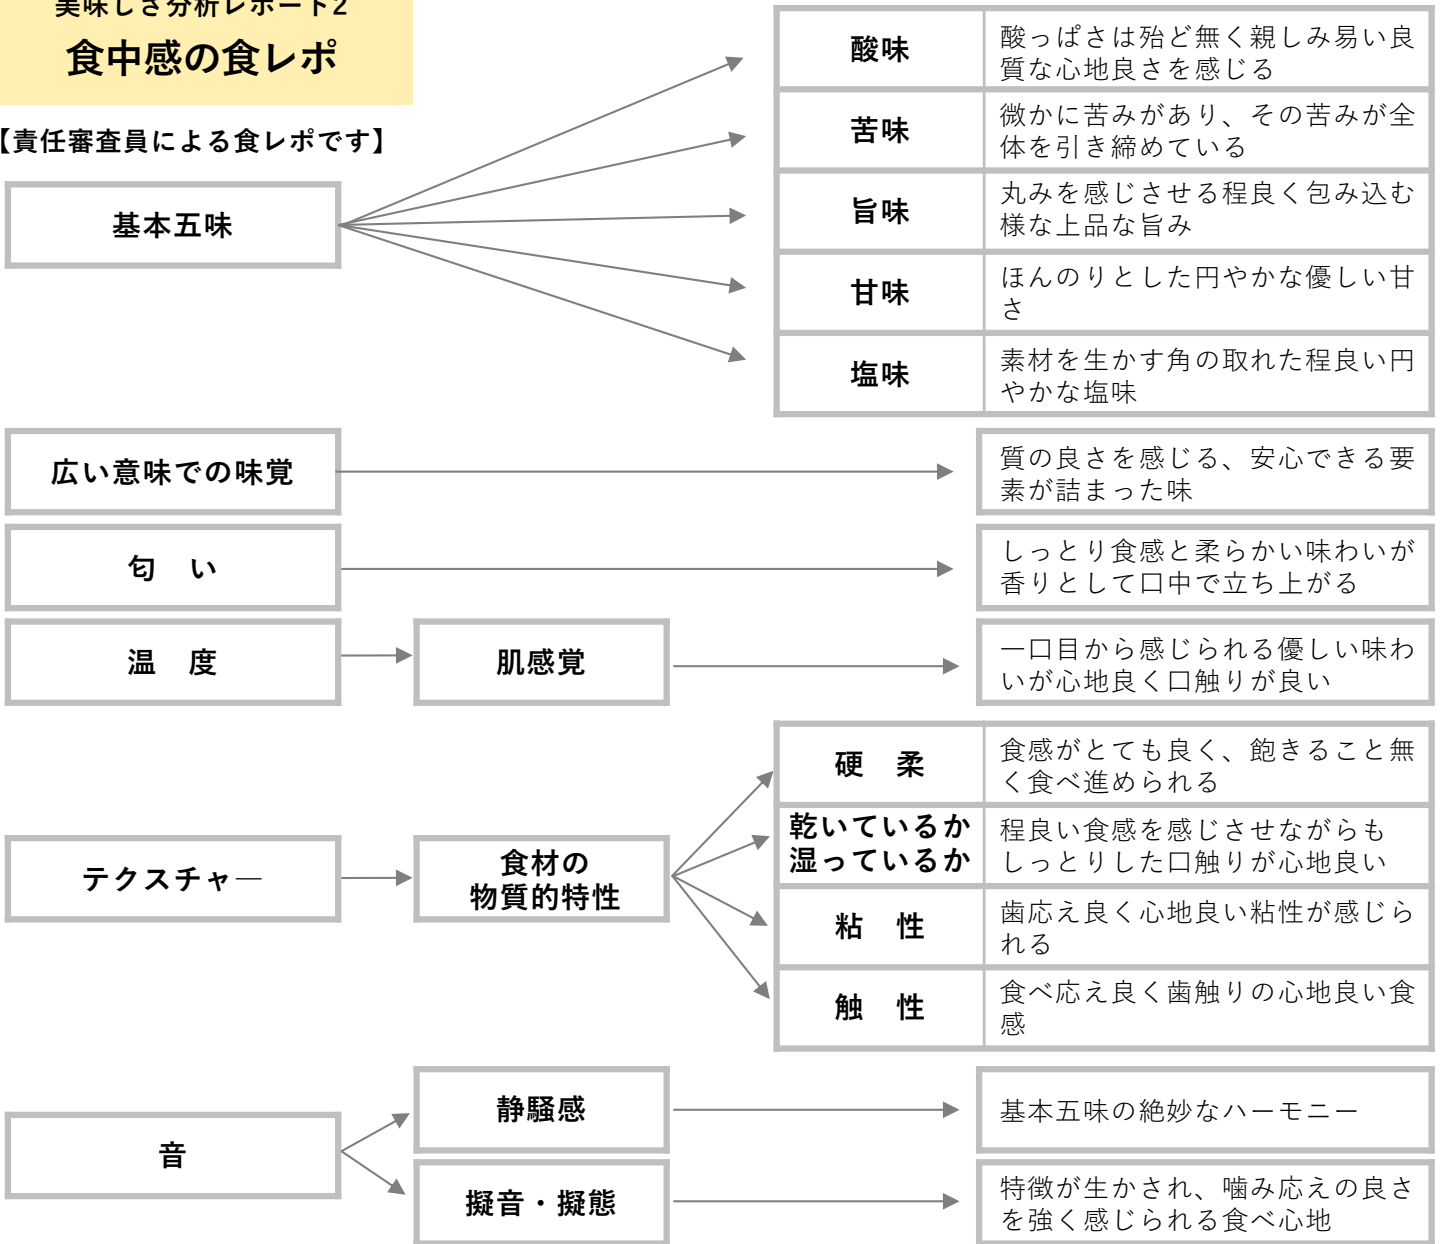 美味しさ分析レポート2
食中感の食レポ
【責任審査員による食レポです】
基本五味
酸味
酸っぱさは殆ど無く親しみ易い良
質な心地良さを感じる
苦味
微かに苦みがあり、その苦みが全
体を引き締めている
旨味
丸みを感じさせる程良く包み込む
様な上品な旨み
甘味
ほんのりとした円やかな優しい甘
さ
塩味
素材を生かす角の取れた程良い円
やかな塩味
広い意味での味覚
質の良さを感じる、安心できる要
素が詰まった味
匂　い
しっとり食感と柔らかい味わいが
香りとして口中で立ち上がる
温　度
肌感覚
一口目から感じられる優しい味わ
いが心地良く口触りが良い
テクスチャ―
食材の
物質的特性
硬　柔
食感がとても良く、飽きること無
く食べ進められる
乾いているか
湿っているか
程良い食感を感じさせながらも
しっとりした口触りが心地良い
粘　性
歯応え良く心地良い粘性が感じら
れる
触　性
食べ応え良く歯触りの心地良い食
感
音
静騒感
基本五味の絶妙なハーモニー
擬音・擬態
特徴が生かされ、噛み応えの良さ
を強く感じられる食べ心地